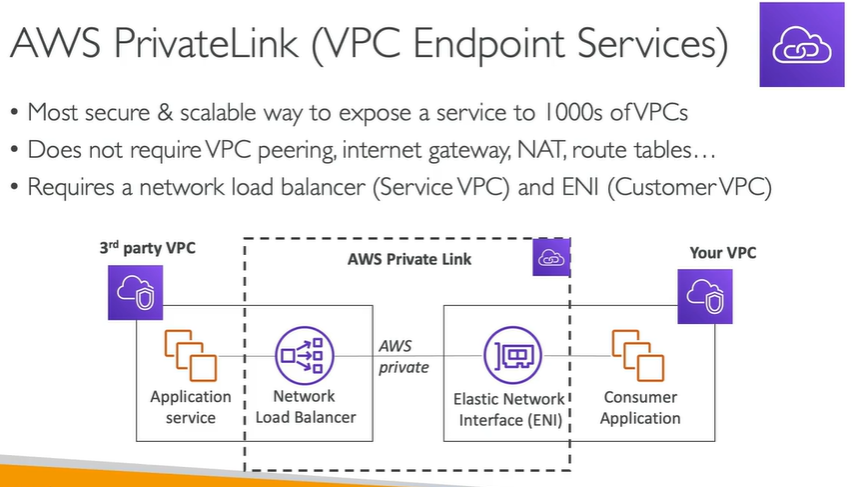 AWS PrivateLink (VPC Endpoint Services)
• Most secure & scalable way to expose a service to 1000s of VPCs
• Does not require VPC peering, internet gateway, NAT, route tables…
• Requires a network load balancer (Service VPC) and ENI (Customer VPC)
3rd party VPC
AWS Private Link
Your VPC
Application
service
Network
Load Balancer
AWS
private
Elastic Network
Interface (ENI)
Consumer
Application